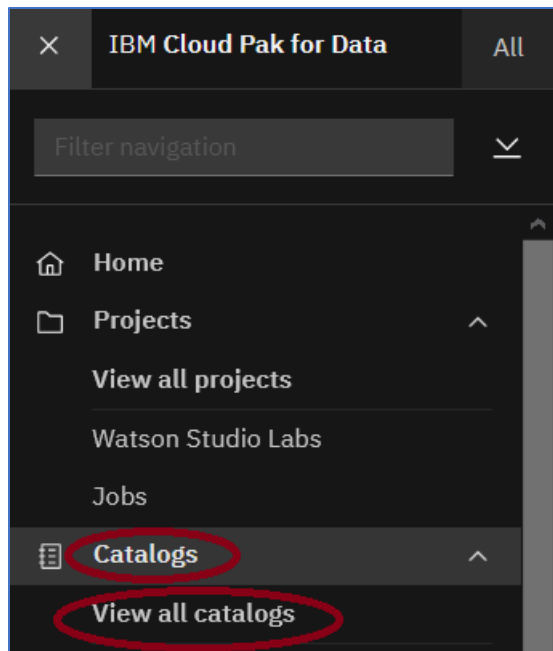 IBM Cloud Pak for Data
All
Filter navigation
Home
Projects
View all projects
Watson Studio Labs
Jobs
Catalogs
View all catalogs